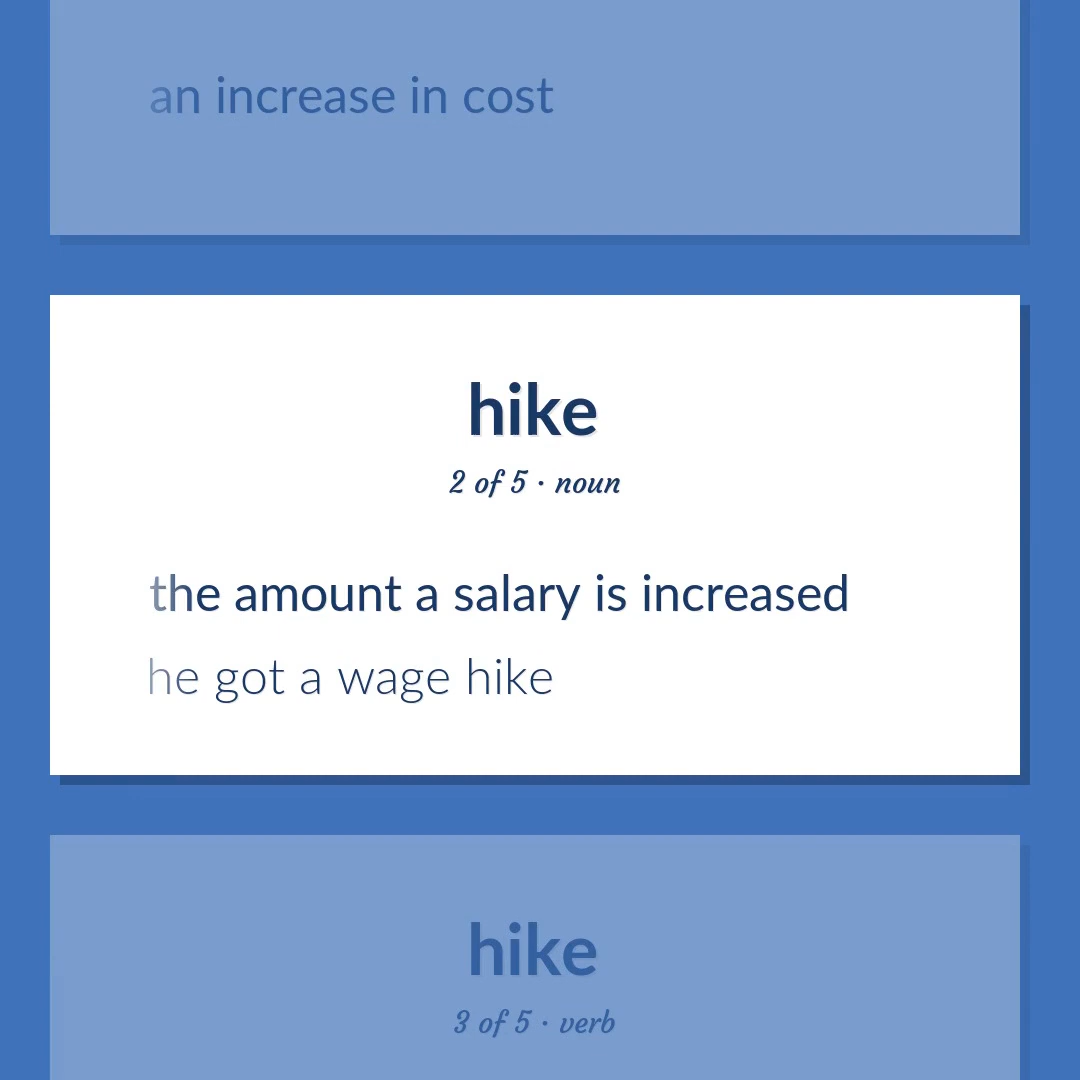 an increase in cost
hike
2 of 5 · noun
the amount a salary is increased
he got a wage hike
hike
3 of 5 · verb